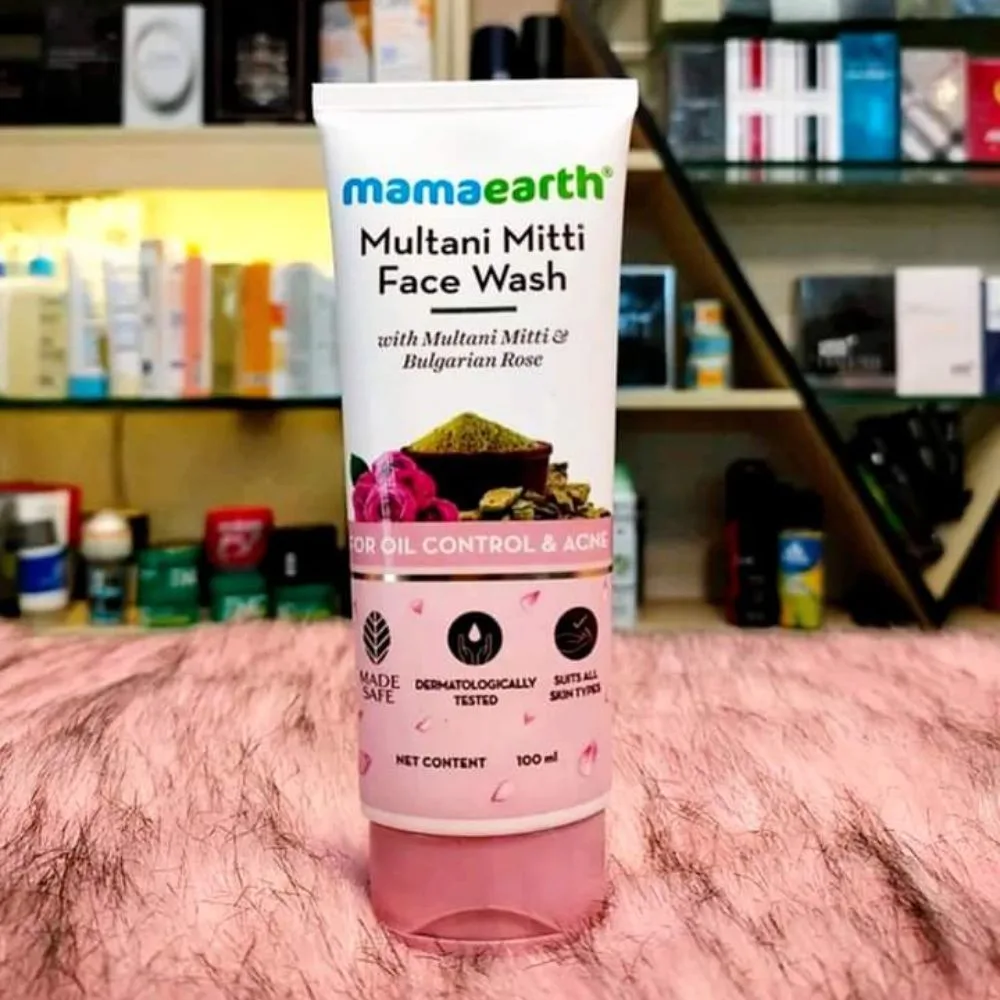 mamaearth®
Multani Mitti
Face Wash
with Multani Mitti &
Bulgarian Rose
FOR OIL CONTROL & ACNE
MADE
SAFE
DERMATOLOGICALLY
TESTED
SUITS ALL
SKIN TYPES
NET CONTENT 100 ml